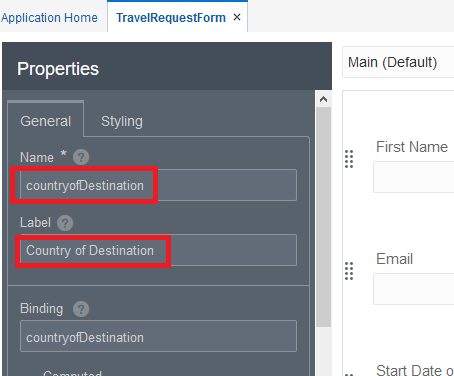 Application Home
TravelRequestForm ×
Properties
Main (Default)
General
Styling
Name * ?
countryofDestination
Label ?
Country of Destination
Binding ?
countryofDestination
Computed
First Name
Email
Start Date o